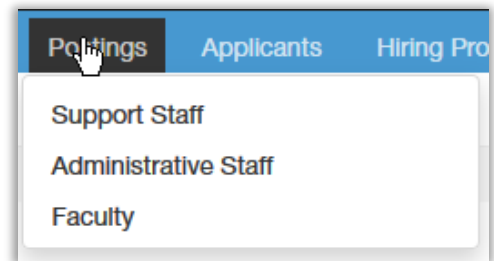 Postings Applicants Hiring Pro
Support Staff
Administrative Staff
Faculty